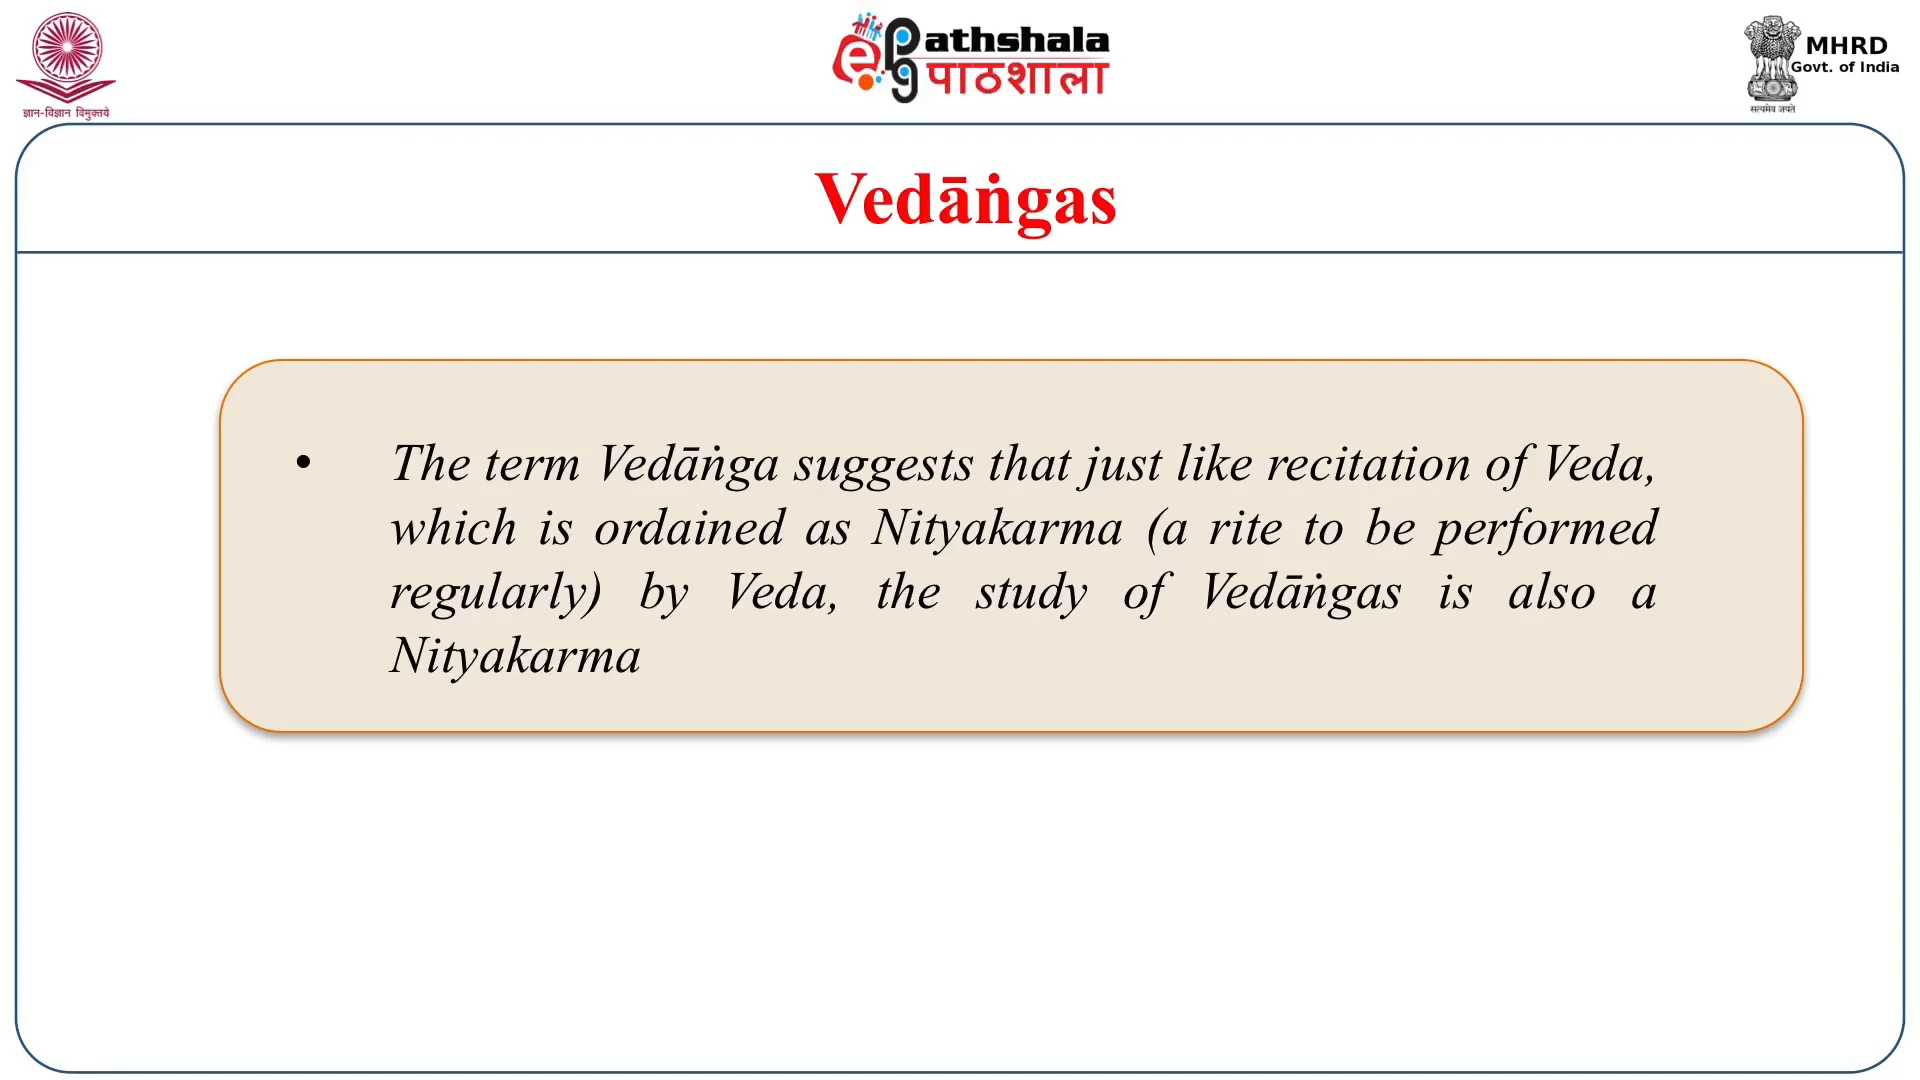 ज्ञान-विज्ञान विमुक्तये
e pg athshala
पाठशाला
MHRD
Govt. of India
सत्यमेव जयते
Vedāṅgas
• The term Vedāṅga suggests that just like recitation of Veda,
which is ordained as Nityakarma (a rite to be performed
regularly) by Veda, the study of Vedāṅgas is also a
Nityakarma